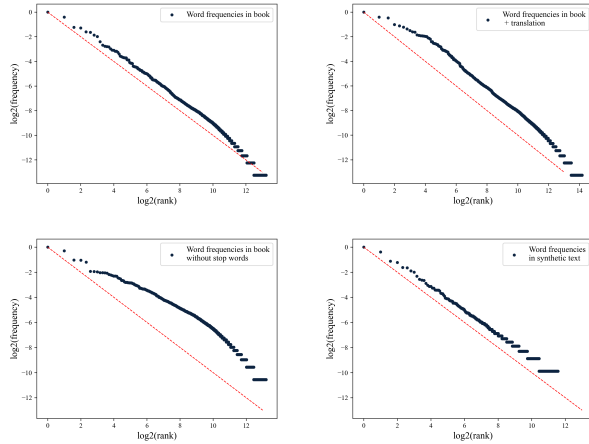 Word frequencies in book
0
−2
−4
−6
−8
−10
−12
log2(frequency)
0 2 4 6 8 10 12
log2(rank)
Word frequencies in book
+ translation
0
−2
−4
−6
−8
−10
−12
log2(frequency)
0 2 4 6 8 10 12 14
log2(rank)
Word frequencies in book
without stop words
0
−2
−4
−6
−8
−10
−12
log2(frequency)
0 2 4 6 8 10 12
log2(rank)
Word frequencies
in synthetic text
0
−2
−4
−6
−8
−10
−12
log2(frequency)
0 2 4 6 8 10 12
log2(rank)